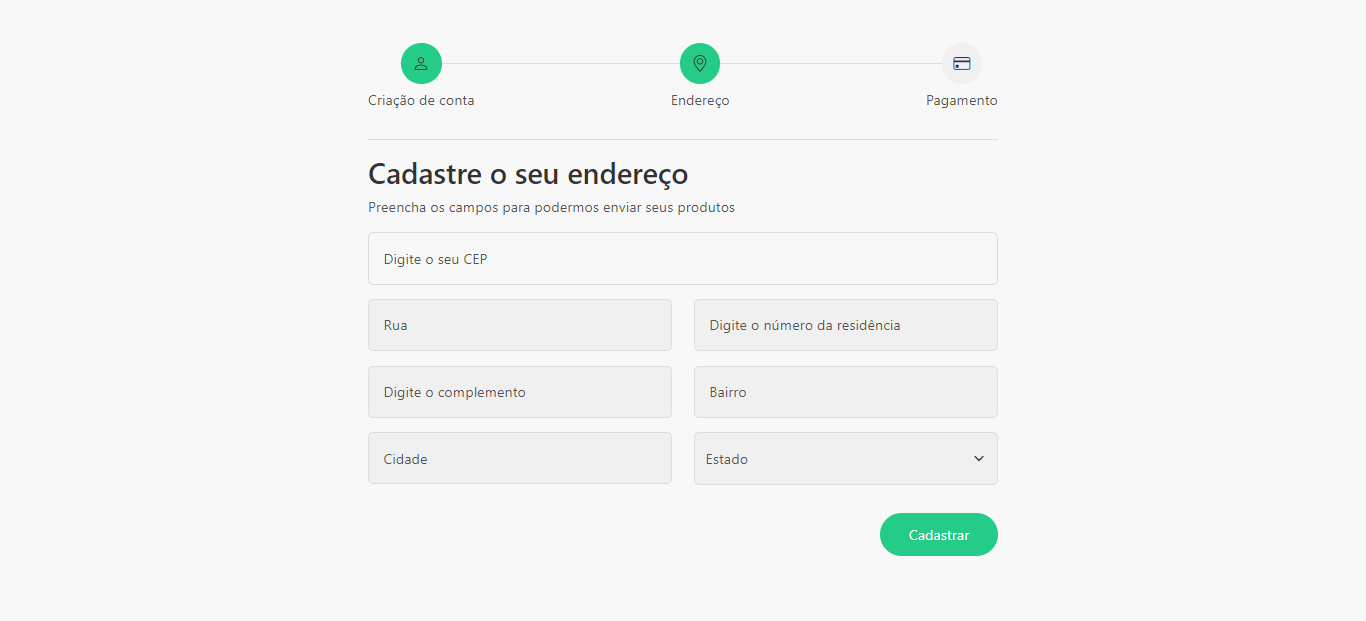 Criação de conta
Endereço
Pagamento
Cadastre o seu endereço
Preencha os campos para podermos enviar seus produtos
Digite o seu CEP
Rua
Digite o número da residência
Digite o complemento
Bairro
Cidade
Estado
Cadastrar